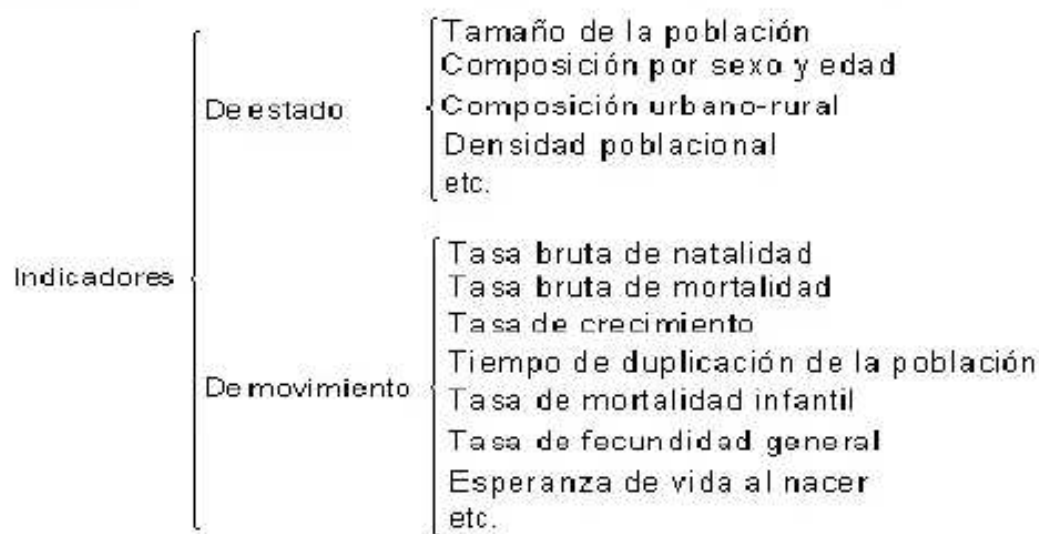 Indicadores
De estado
Tamaño de la población
Composición por sexo y edad
Composición urbano-rural
Densidad poblacional
etc.
De movimiento
Tasa bruta de natalidad
Tasa bruta de mortalidad
Tasa de crecimiento
Tiempo de duplicación de la población
Tasa de mortalidad infantil
Tasa de fecundidad general
Esperanza de vida al nacer
etc.